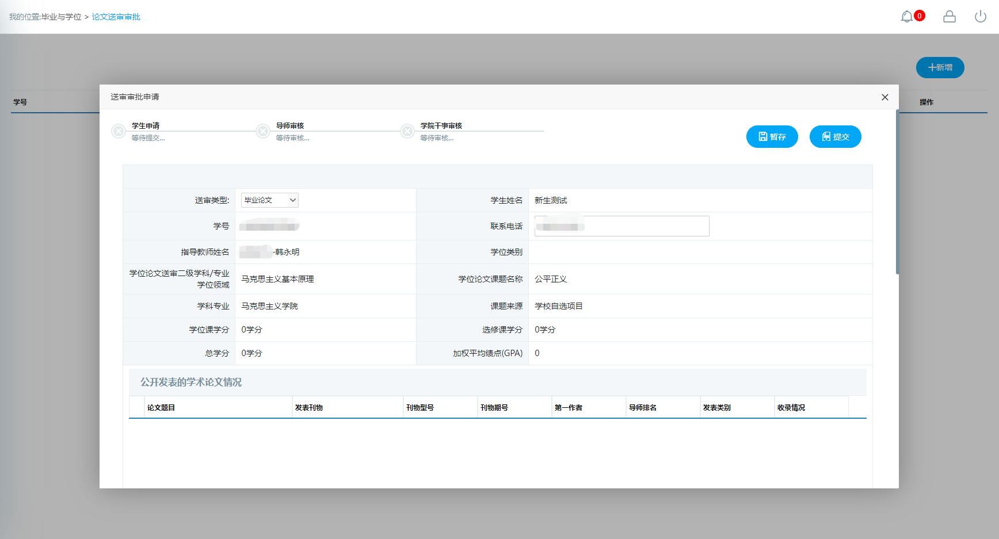 我的位置:毕业与学位 > 论文送审审批
0
新增
学号
操作
送审审批申请
学生申请
等待提交...
导师审核
等待审核...
学院干事审核
等待审核...
暂存
提交
送审类型:
毕业论文
学生姓名
新生测试
学号
联系电话
指导教师姓名
-韩永明
学位类别
学位论文送审二级学科/专业
学位领域
马克思主义基本原理
学位论文课题名称
公平正义
学科专业
马克思主义学院
课题来源
学校自选项目
学位课学分
0学分
选修课学分
0学分
总学分
0学分
加权平均绩点(GPA)
0
公开发表的学术论文情况
论文题目
发表刊物
刊物型号
刊物期号
第一作者
导师排名
发表类别
收录情况